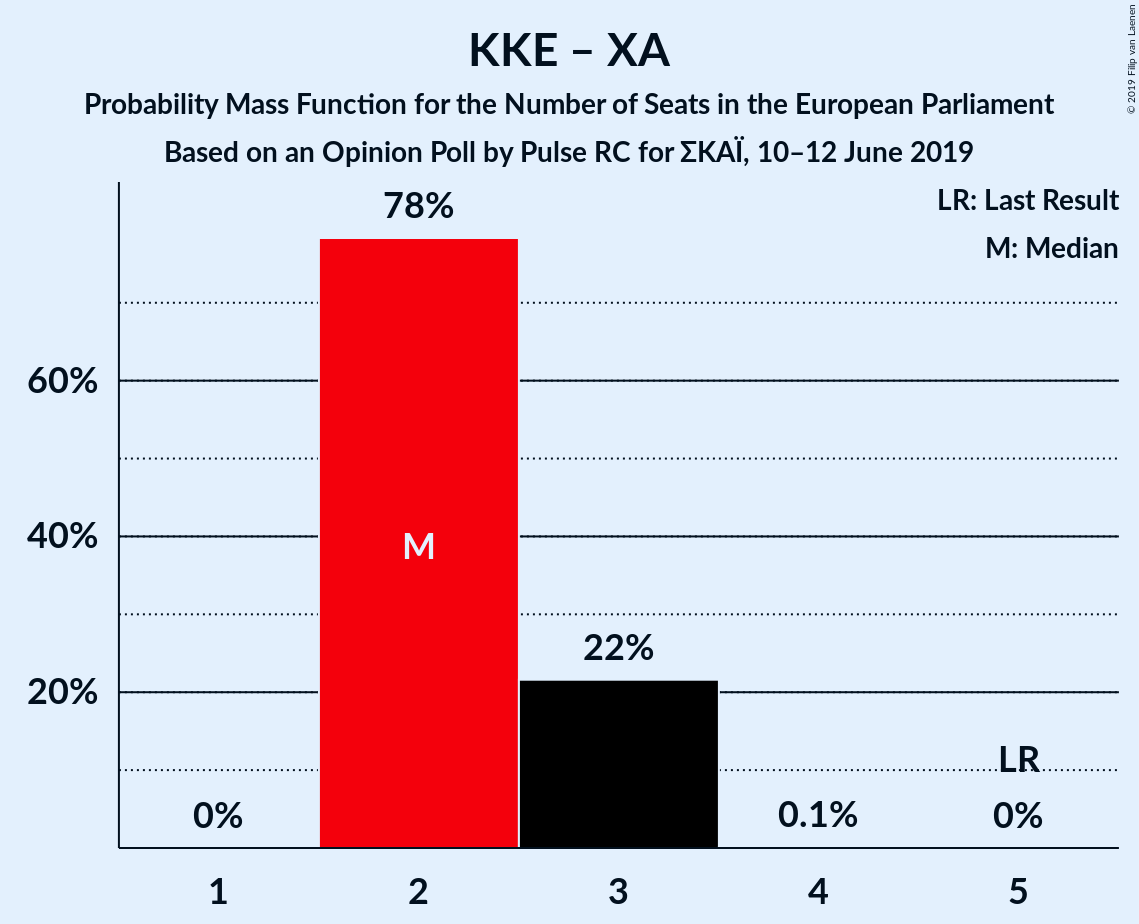 KKE – XA
Probability Mass Function for the Number of Seats in the European Parliament
Based on an Opinion Poll by Pulse RC for ΣΚΑΪ, 10–12 June 2019
© 2019 Filip van Laenen
LR: Last Result
M: Median
78%
60%
40%
20%
M
22%
LR
0%
0.1%
0%
1
2
3
4
5